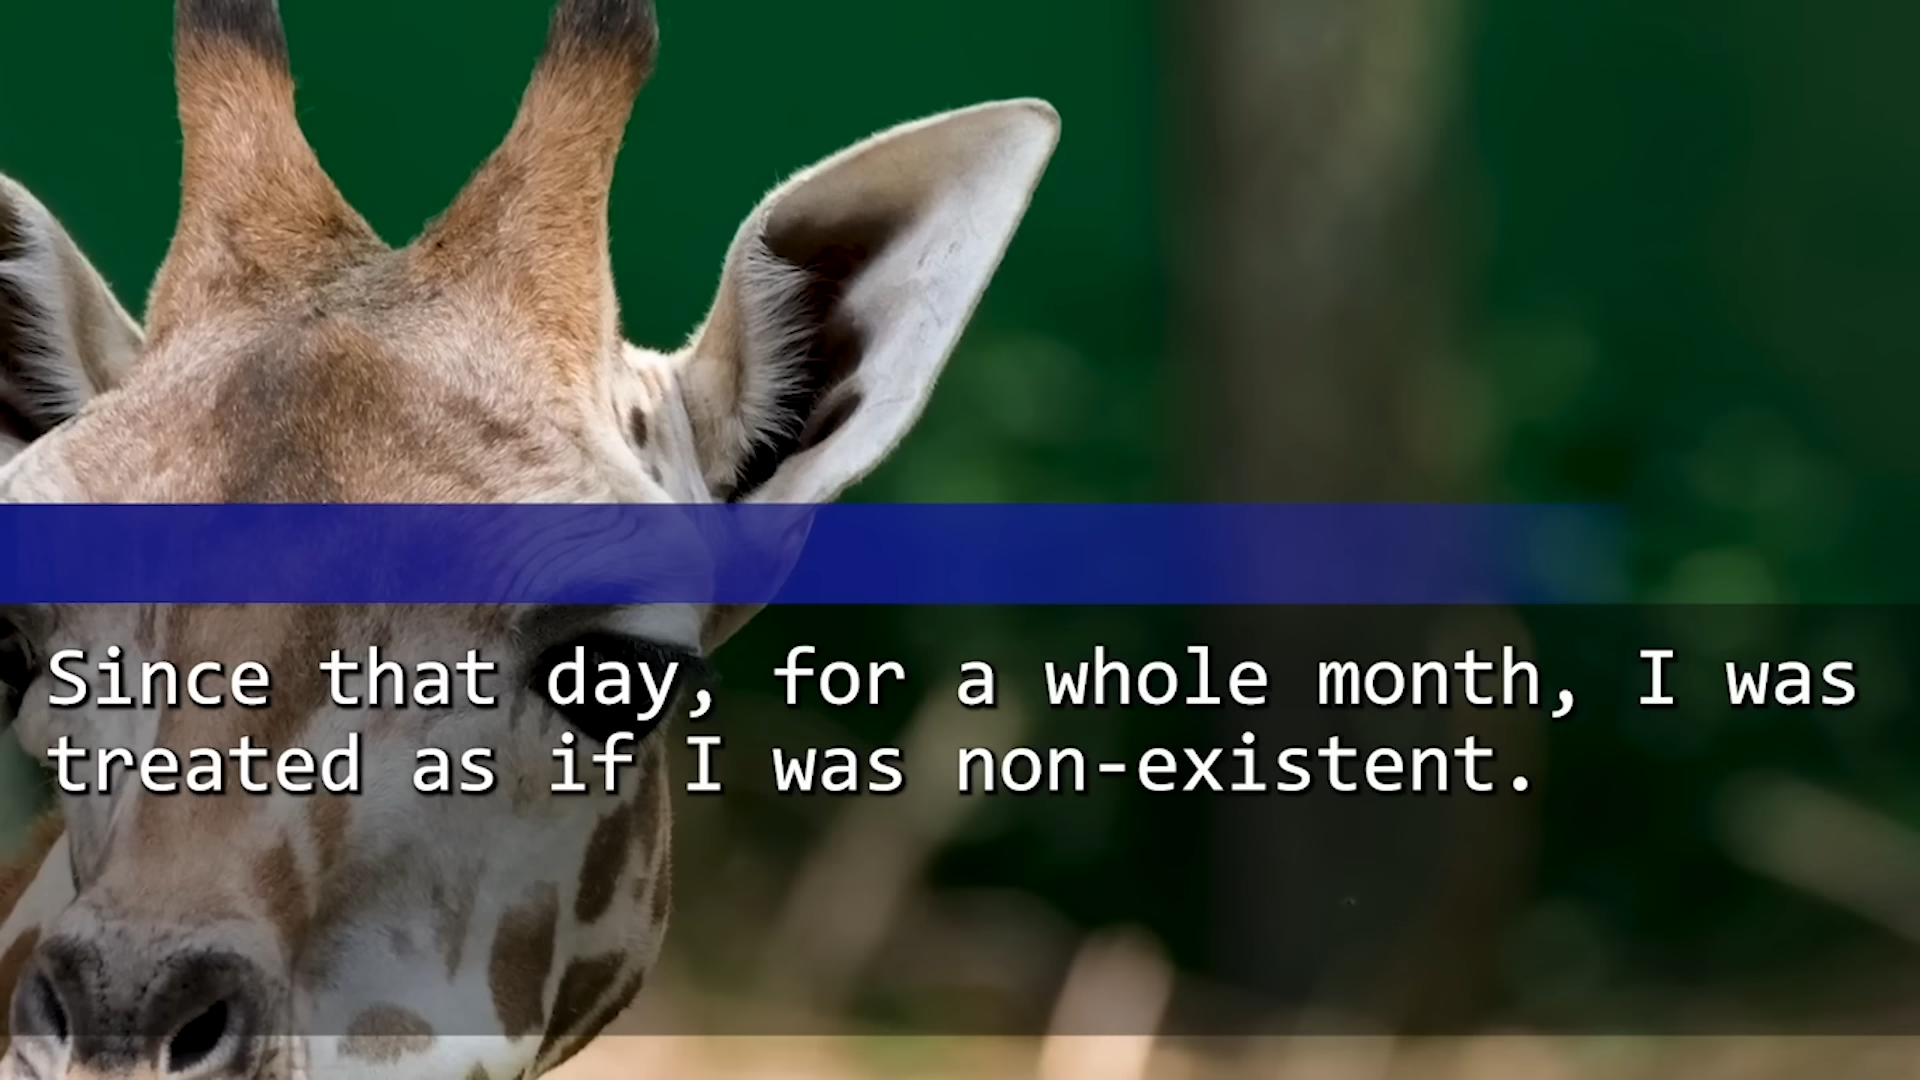 Since that day, for a whole month, I was
treated as if I was non-existent.